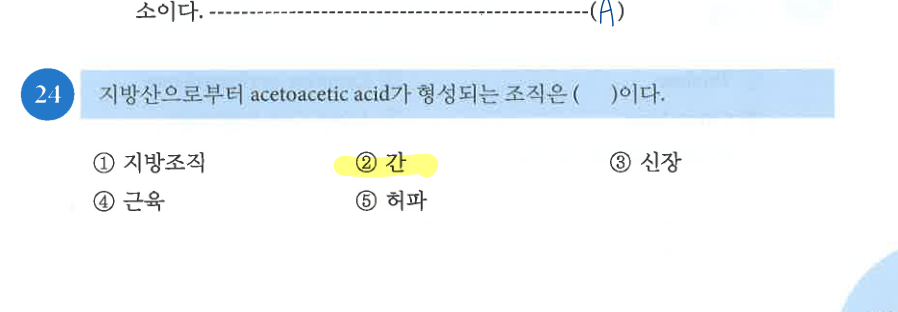 소이다. ---------------------------------------------------(A)
24 지방산으로부터 acetoacetic acid가 형성되는 조직은 (    )이다.
① 지방조직 ② 간 ③ 신장
④ 근육 ⑤ 허파